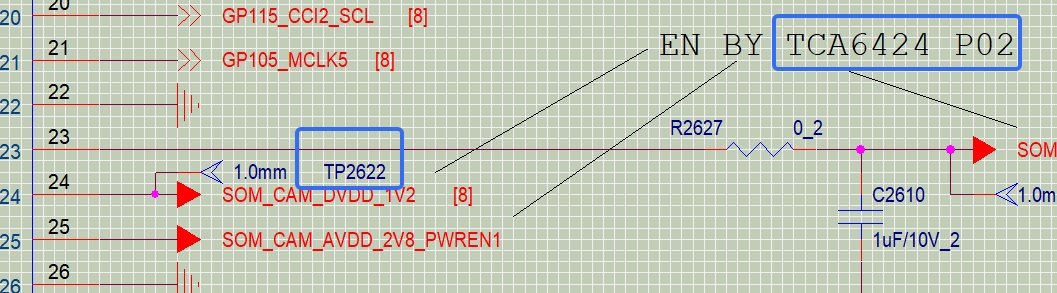 20 20 GP115_CCI2_SCL [8]
21 21 GP105_MCLK5 [8]
EN BY TCA6424 P02
22 22
23 23 R2627 0_2 SOM
1.0mm TP2622
24 24 SOM_CAM_DVDD_1V2 [8] C2610 1.0m
25 25 SOM_CAM_AVDD_2V8_PWREN1 1uF/10V_2
26 26